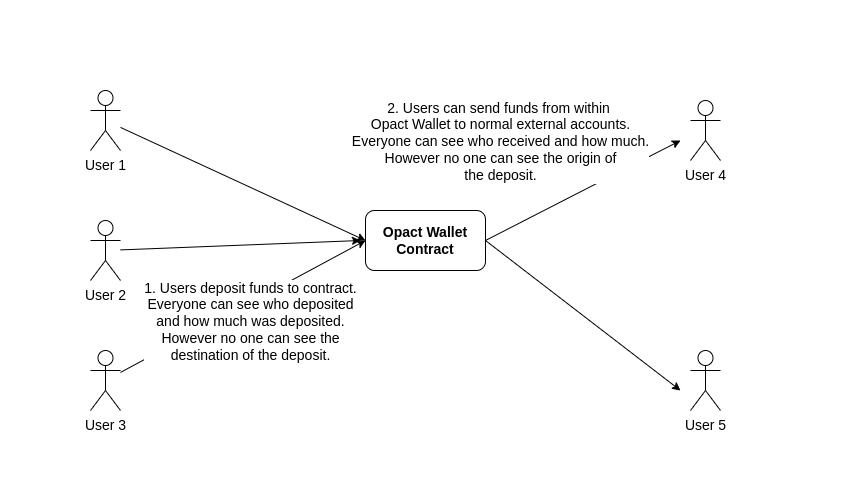 User 1
2. Users can send funds from within
Opact Wallet to normal external accounts.
Everyone can see who received and how much.
However no one can see the origin of
the deposit.
User 4
Opact Wallet
Contract
User 2
1. Users deposit funds to contract.
Everyone can see who deposited
and how much was deposited.
However no one can see the
destination of the deposit.
User 3
User 5